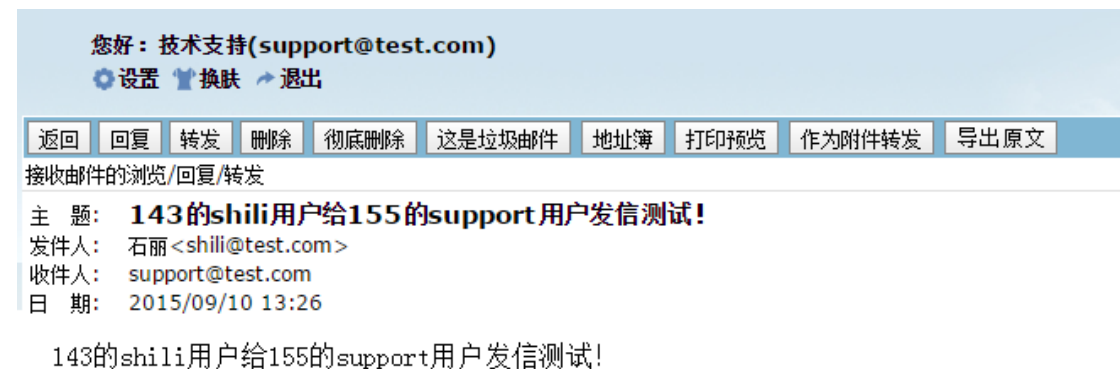 您好：技术支持(support@test.com)
设置 换肤 退出
返回 回复 转发 删除 彻底删除 这是垃圾邮件 地址簿 打印预览 作为附件转发 导出原文
接收邮件的浏览/回复/转发
主 题: 143的shili用户给155的support用户发信测试!
发件人: 石丽<shili@test.com>
收件人: support@test.com
日 期: 2015/09/10 13:26
143的shili用户给155的support用户发信测试!